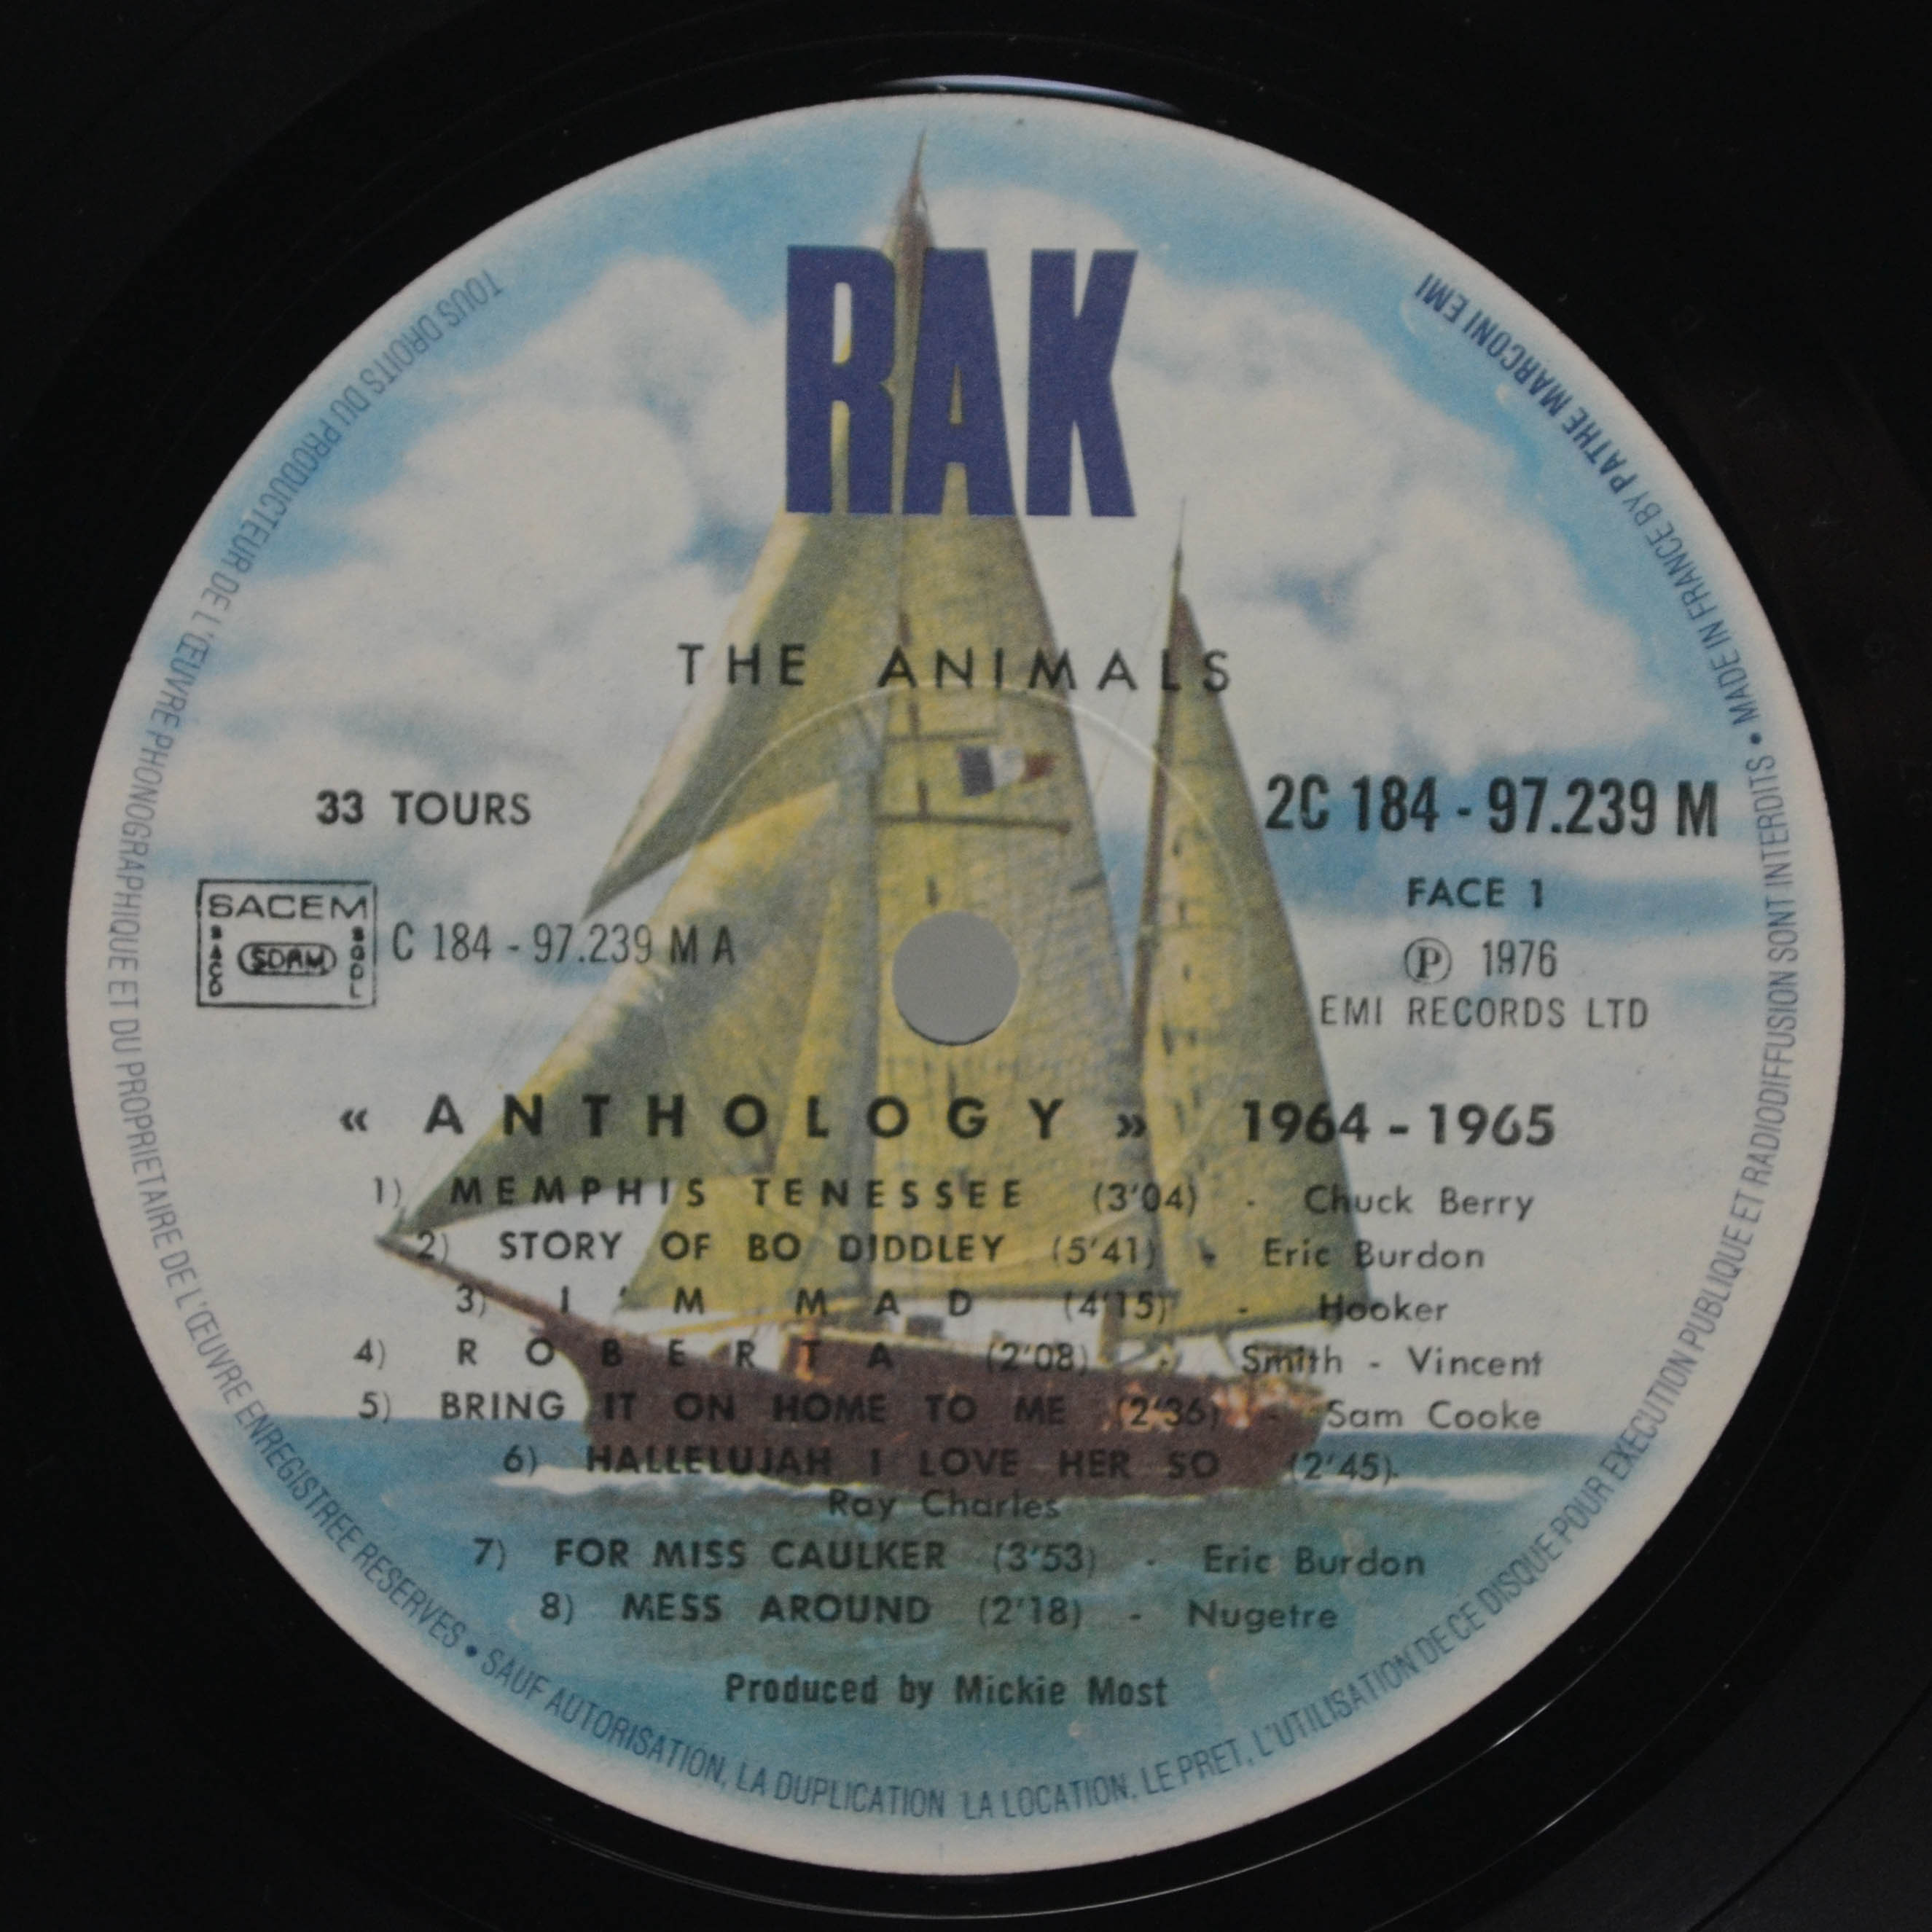 RAK
THE ANIMALS
33 TOURS
2C 184 - 97.239 M
FACE 1
SACEM
SACD
SDRM
SGDL
C 184 - 97.239 M A
Ⓟ 1976
EMI RECORDS LTD
« ANTHOLOGY » 1964 - 1965
1) MEMPHIS TENESSEE (3'04) - Chuck Berry
2) STORY OF BO DIDDLEY (5'41) - Eric Burdon
3) I'M MAD (4'15) - Hooker
4) ROBERTA (2'08) - Smith - Vincent
5) BRING IT ON HOME TO ME (2'36) - Sam Cooke
6) HALLELUJAH I LOVE HER SO (2'45).
Ray Charles
7) FOR MISS CAULKER (3'53) - Eric Burdon
8) MESS AROUND (2'18) - Nugetre
Produced by Mickie Most
TOUS DROITS DU PRODUCTEUR DE L'ŒUVRE PHONOGRAPHIQUE ET DU PROPRIETAIRE DE L'ŒUVRE ENREGISTREE RESERVES • SAUF AUTORISATION, LA DUPLICATION LA LOCATION, LE PRET, L'UTILISATION DE CE DISQUE POUR EXECUTION PUBLIQUE ET RADIODIFFUSION SONT INTERDITS • MADE IN FRANCE BY PATHE MARCONI EMI